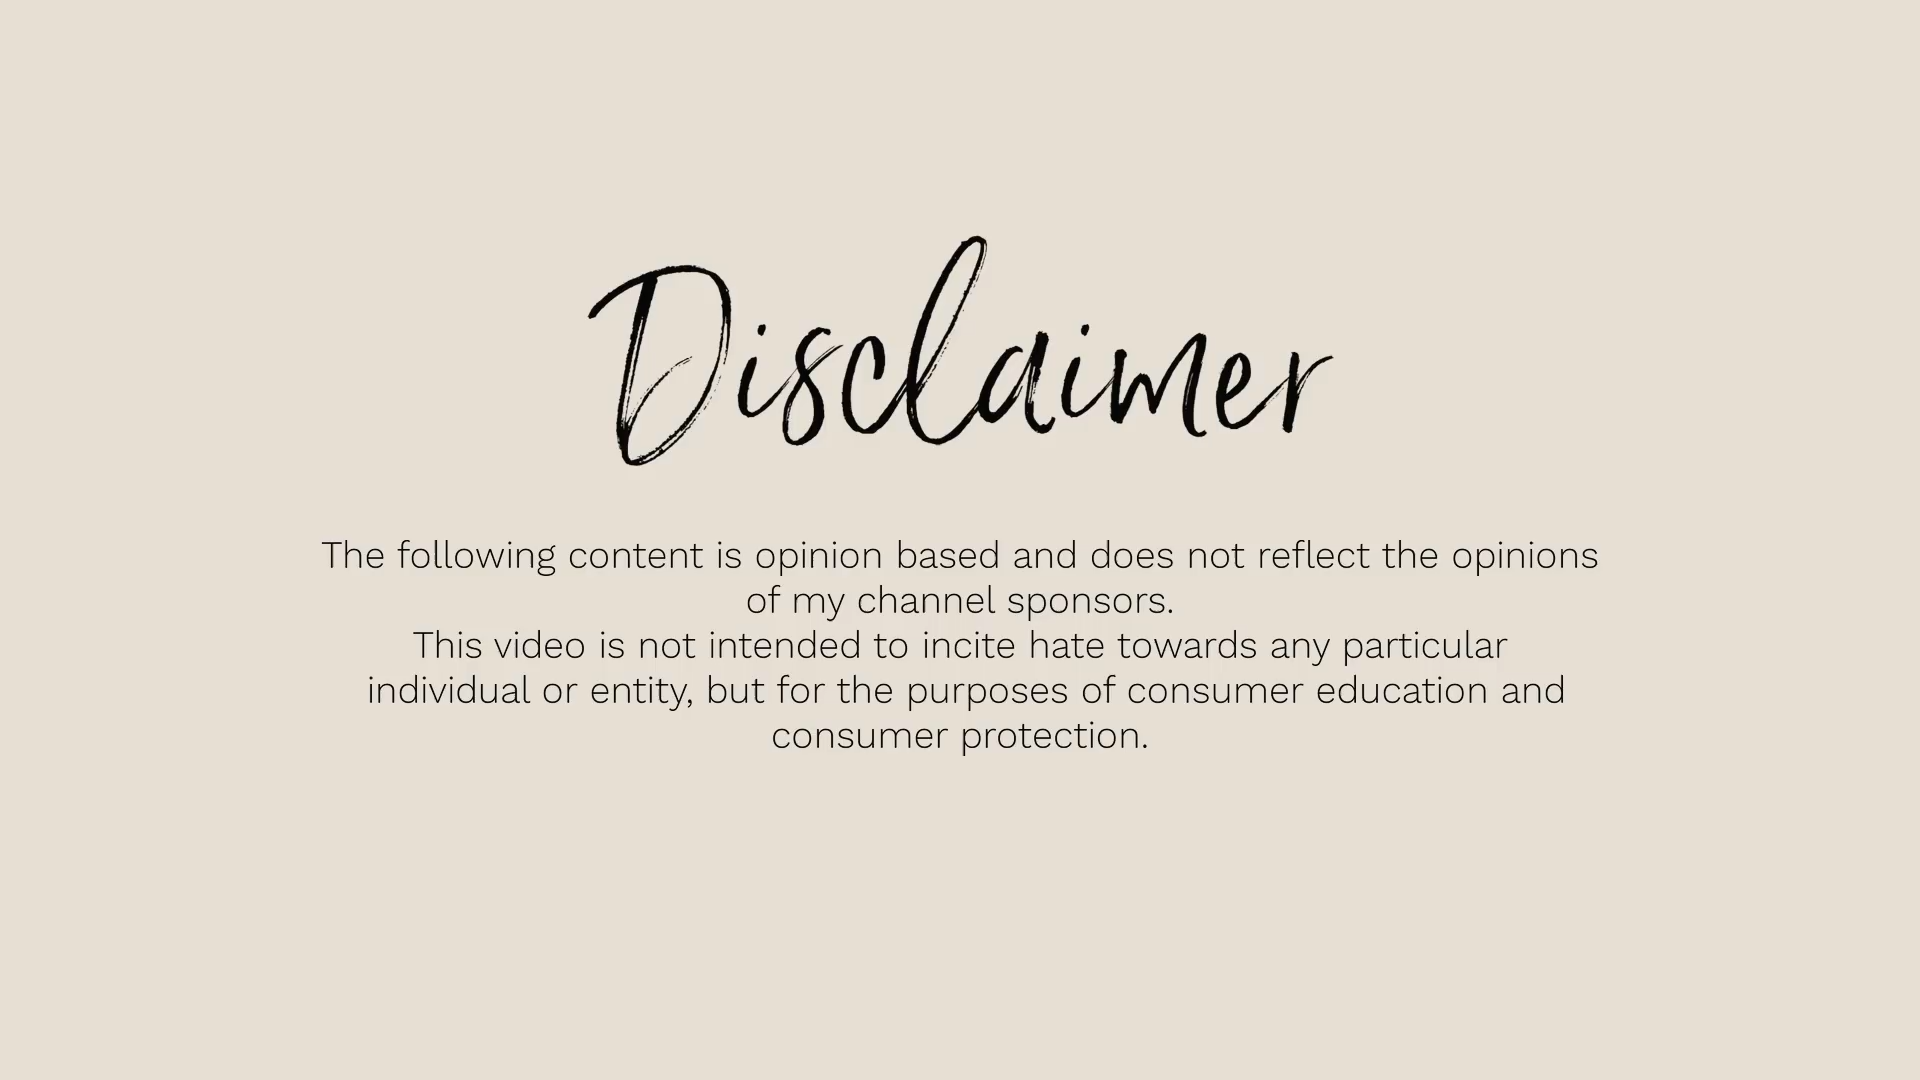 Disclaimer
The following content is opinion based and does not reflect the opinions
of my channel sponsors.
This video is not intended to incite hate towards any particular
individual or entity, but for the purposes of consumer education and
consumer protection.